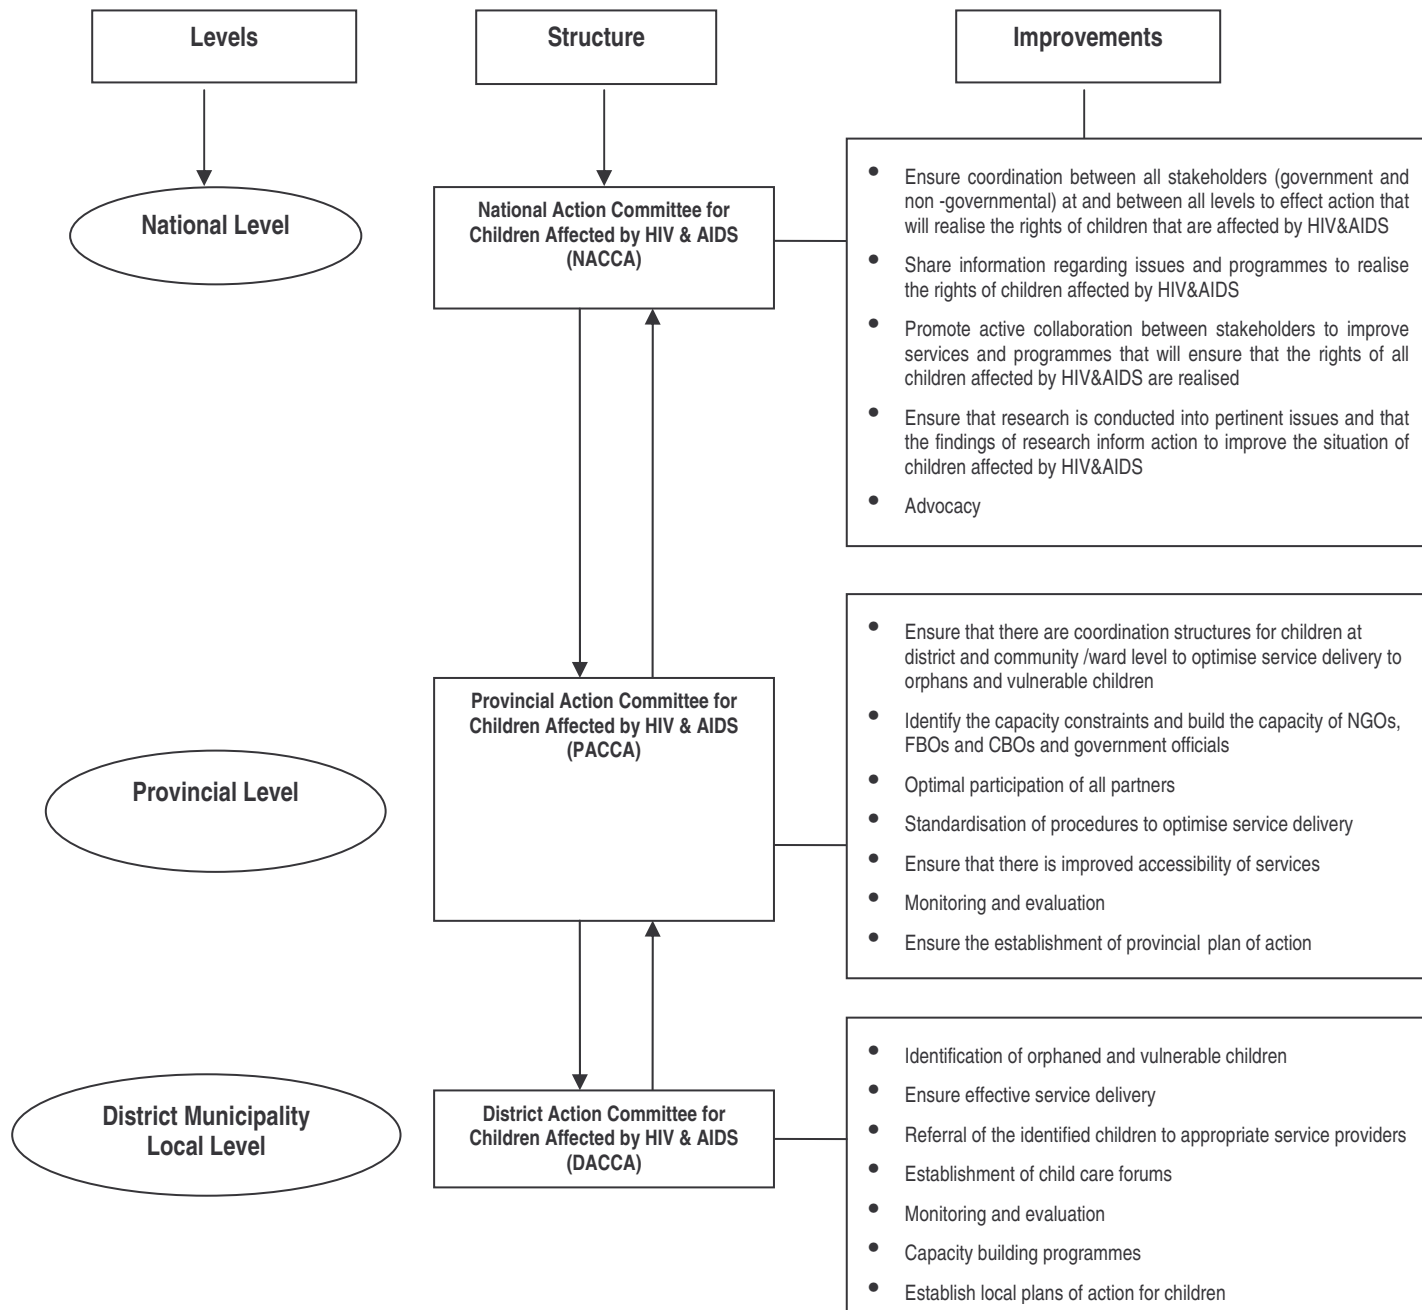 Levels
Structure
Improvements
National Level
National Action Committee for
Children Affected by HIV & AIDS
(NACCA)
• Ensure coordination between all stakeholders (government and
non -governmental) at and between all levels to effect action that
will realise the rights of children that are affected by HIV&AIDS
• Share information regarding issues and programmes to realise
the rights of children affected by HIV&AIDS
• Promote active collaboration between stakeholders to improve
services and programmes that will ensure that the rights of all
children affected by HIV&AIDS are realised
• Ensure that research is conducted into pertinent issues and that
the findings of research inform action to improve the situation of
children affected by HIV&AIDS
• Advocacy
Provincial Level
Provincial Action Committee for
Children Affected by HIV & AIDS
(PACCA)
• Ensure that there are coordination structures for children at
district and community /ward level to optimise service delivery to
orphans and vulnerable children
• Identify the capacity constraints and build the capacity of NGOs,
FBOs and CBOs and government officials
• Optimal participation of all partners
• Standardisation of procedures to optimise service delivery
• Ensure that there is improved accessibility of services
• Monitoring and evaluation
• Ensure the establishment of provincial plan of action
District Municipality
Local Level
District Action Committee for
Children Affected by HIV & AIDS
(DACCA)
• Identification of orphaned and vulnerable children
• Ensure effective service delivery
• Referral of the identified children to appropriate service providers
• Establishment of child care forums
• Monitoring and evaluation
• Capacity building programmes
• Establish local plans of action for children